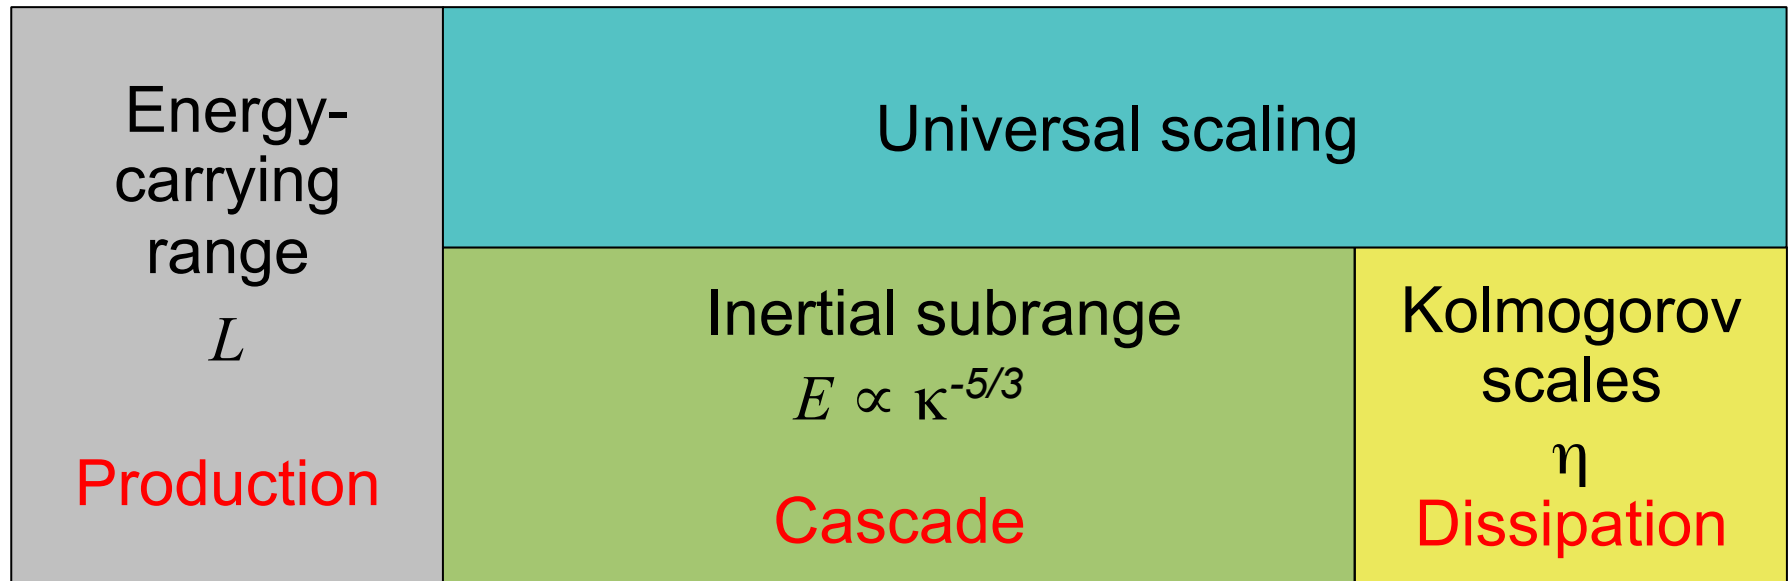 Energy-
carrying
range
L
Production
Universal scaling
Inertial subrange
E ∝ κ^-5/3
Cascade
Kolmogorov
scales
η
Dissipation